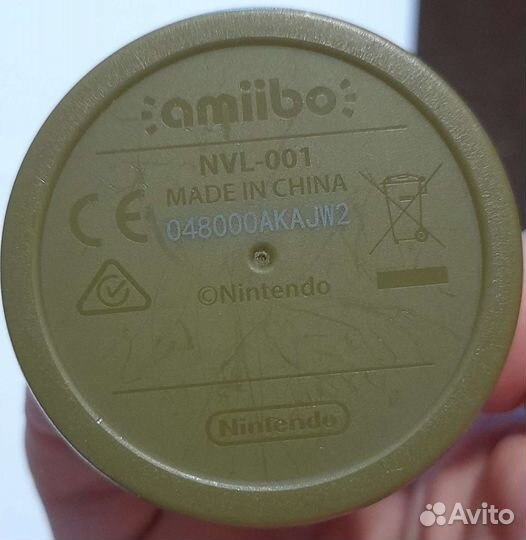 amiibo
NVL-001
MADE IN CHINA
CE
048000AKAJW2
©Nintendo
Nintendo
Avito